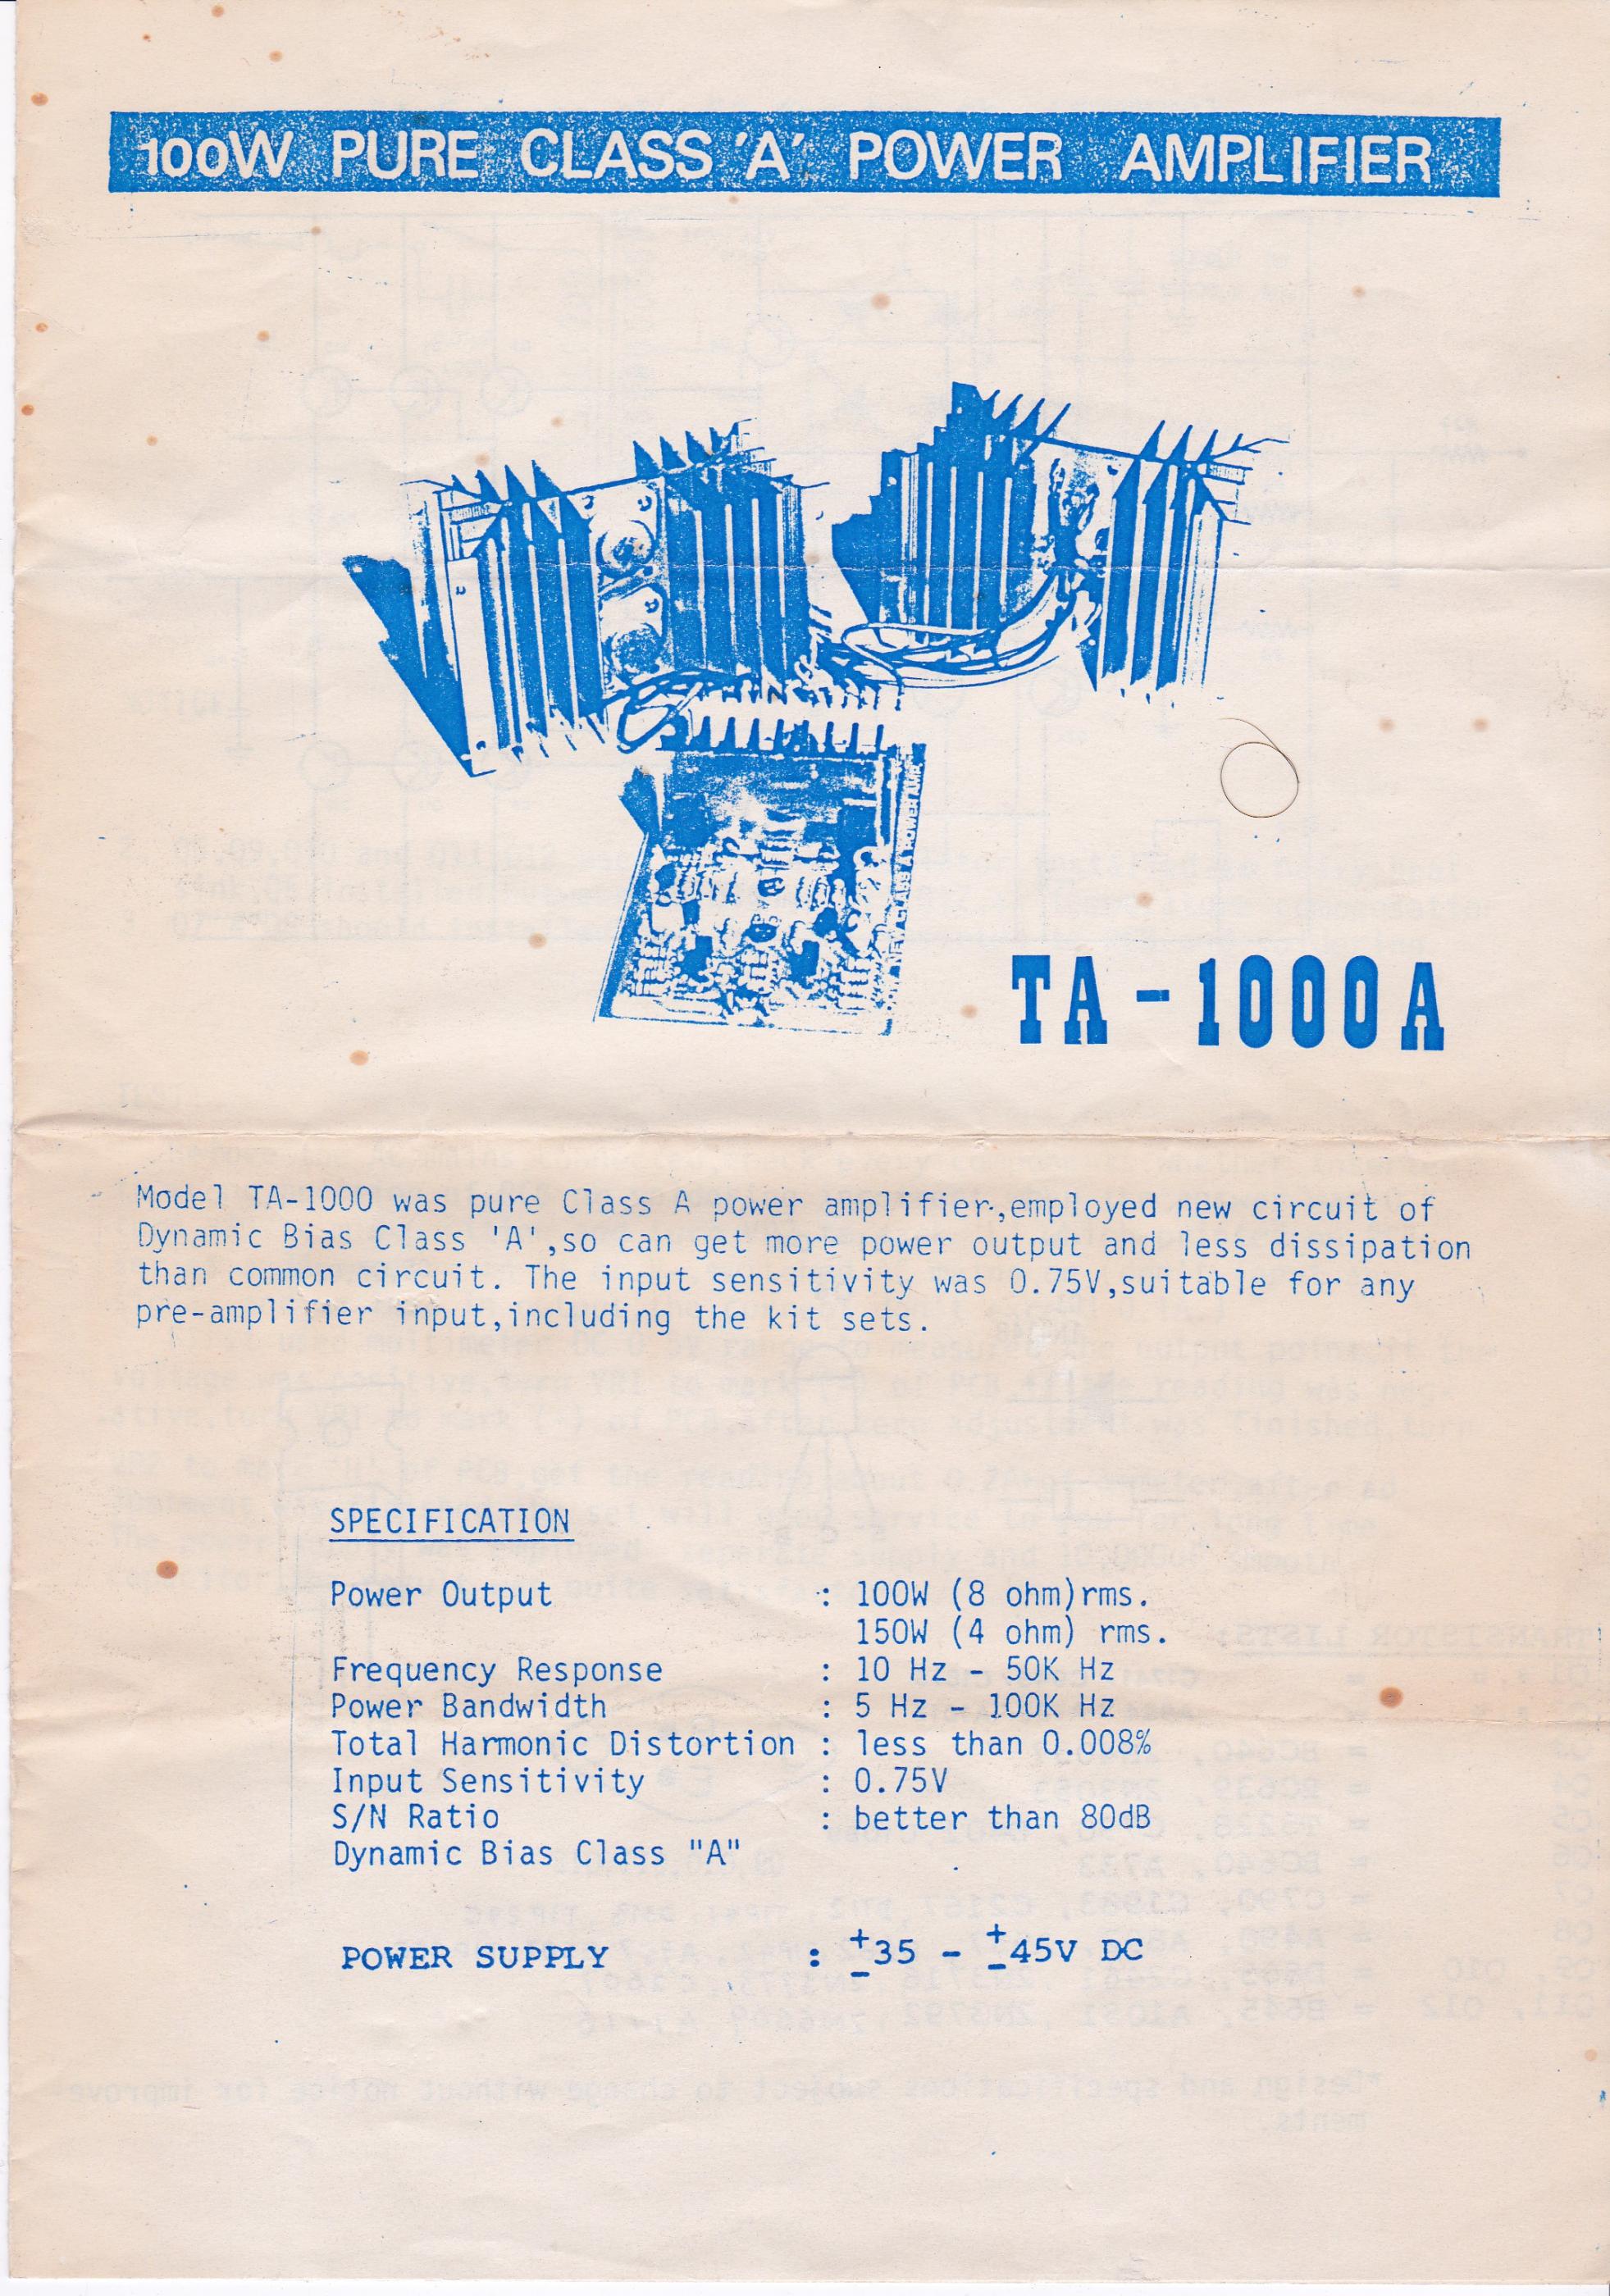 100W PURE CLASS 'A' POWER AMPLIFIER
NEW CLASS A POWER AMP.
TA-1000A
Model TA-1000 was pure Class A power amplifier,employed new circuit of
Dynamic Bias Class 'A',so can get more power output and less dissipation
than common circuit. The input sensitivity was 0.75V,suitable for any
pre-amplifier input,including the kit sets.
SPECIFICATION
Power Output : 100W (8 ohm)rms.
150W (4 ohm) rms.
Frequency Response : 10 Hz - 50K Hz
Power Bandwidth : 5 Hz - 100K Hz
Total Harmonic Distortion : less than 0.008%
Input Sensitivity : 0.75V
S/N Ratio : better than 80dB
Dynamic Bias Class "A"
POWER SUPPLY : ±35 - ±45V DC